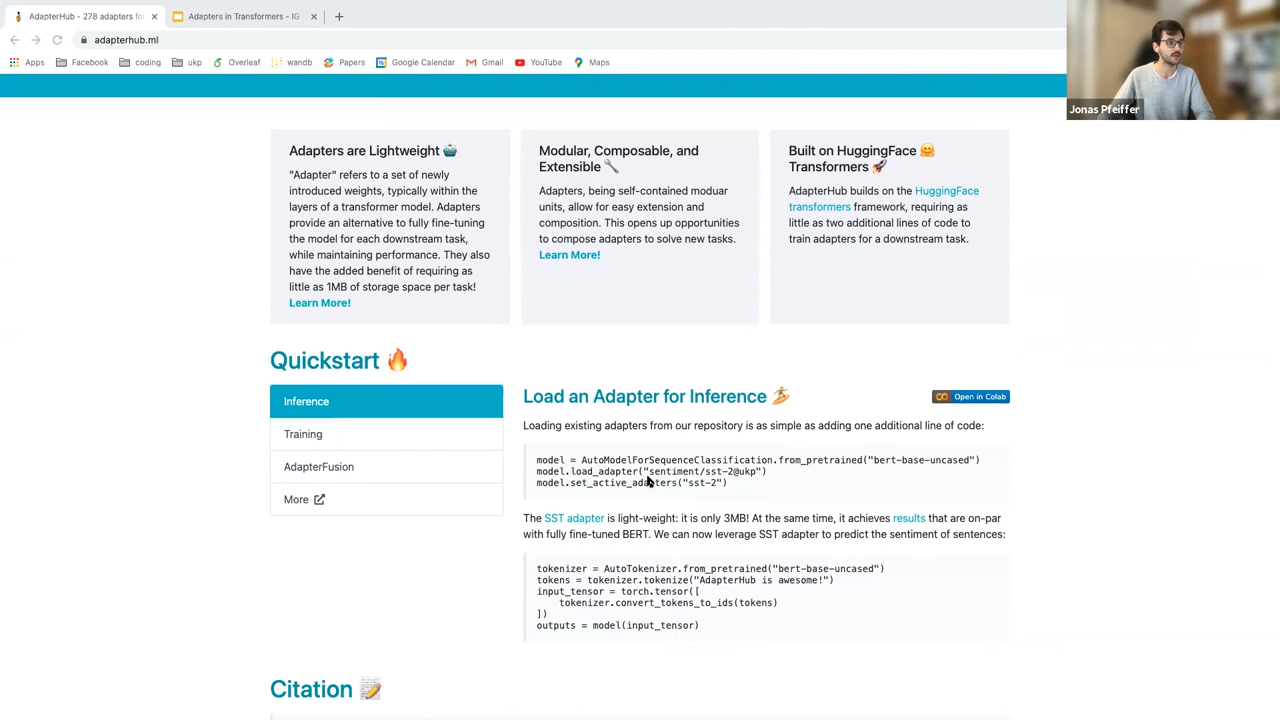 AdapterHub - 278 adapters for
Adapters in Transformers - IG
adapterhub.ml
Apps
Facebook
coding
ukp
Overleaf
wandb
Papers
Google Calendar
Gmail
YouTube
Maps
Jonas Pfeiffer
Adapters are Lightweight
"Adapter" refers to a set of newly
introduced weights, typically within the
layers of a transformer model. Adapters
provide an alternative to fully fine-tuning
the model for each downstream task,
while maintaining performance. They also
have the added benefit of requiring as
little as 1MB of storage space per task!
Learn More!
Modular, Composable, and
Extensible
Adapters, being self-contained moduar
units, allow for easy extension and
composition. This opens up opportunities
to compose adapters to solve new tasks.
Learn More!
Built on HuggingFace
Transformers
AdapterHub builds on the HuggingFace
transformers framework, requiring as
little as two additional lines of code to
train adapters for a downstream task.
Quickstart
Inference
Training
AdapterFusion
More
Load an Adapter for Inference
Open in Colab
Loading existing adapters from our repository is as simple as adding one additional line of code:
model = AutoModelForSequenceClassification.from_pretrained("bert-base-uncased")
model.load_adapter("sentiment/sst-2@ukp")
model.set_active_adapters("sst-2")
The SST adapter is light-weight: it is only 3MB! At the same time, it achieves results that are on-par
with fully fine-tuned BERT. We can now leverage SST adapter to predict the sentiment of sentences:
tokenizer = AutoTokenizer.from_pretrained("bert-base-uncased")
tokens = tokenizer.tokenize("AdapterHub is awesome!")
input_tensor = torch.tensor([
tokenizer.convert_tokens_to_ids(tokens)
])
outputs = model(input_tensor)
Citation